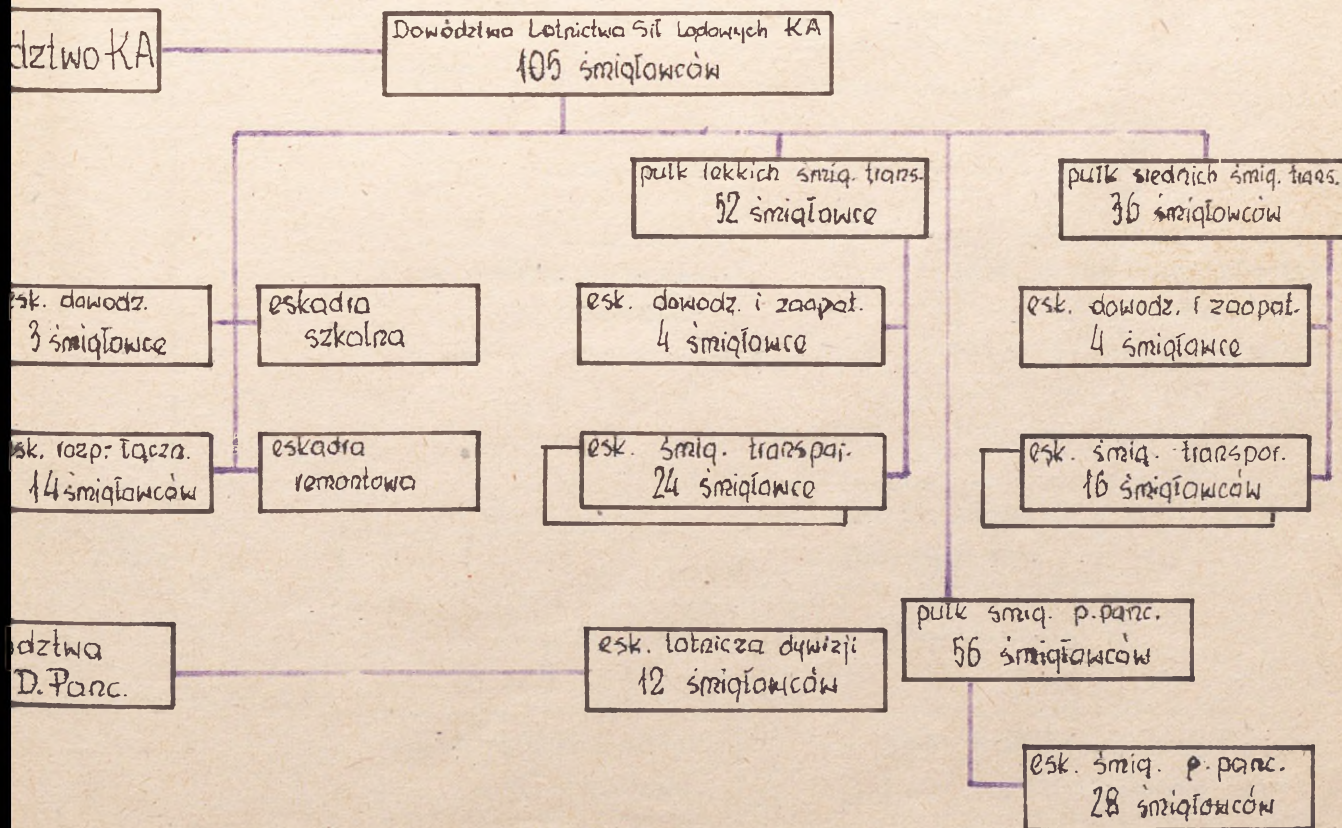 dztwo KA
Dowództwo Lotnictwa Sił Lądowych KA
105 śmigłowców
pułk lekkich śmig. trans.
52 śmigłowce
pułk średnich śmig. trans.
36 śmigłowców
esk. dowodz.
3 śmigłowce
eskadra
szkolna
esk. dowodz. i zaopat.
4 śmigłowce
esk. dowodz. i zaopat.
4 śmigłowce
esk. rozp.-łączn.
14 śmigłowców
eskadra
remontowa
esk. śmig. transpor.
24 śmigłowce
esk. śmig. transpor.
16 śmigłowców
dztwa
D. Panc.
esk. lotnicza dywizji
12 śmigłowców
pułk śmig. p.panc.
56 śmigłowców
esk. śmig. p.panc.
28 śmigłowców